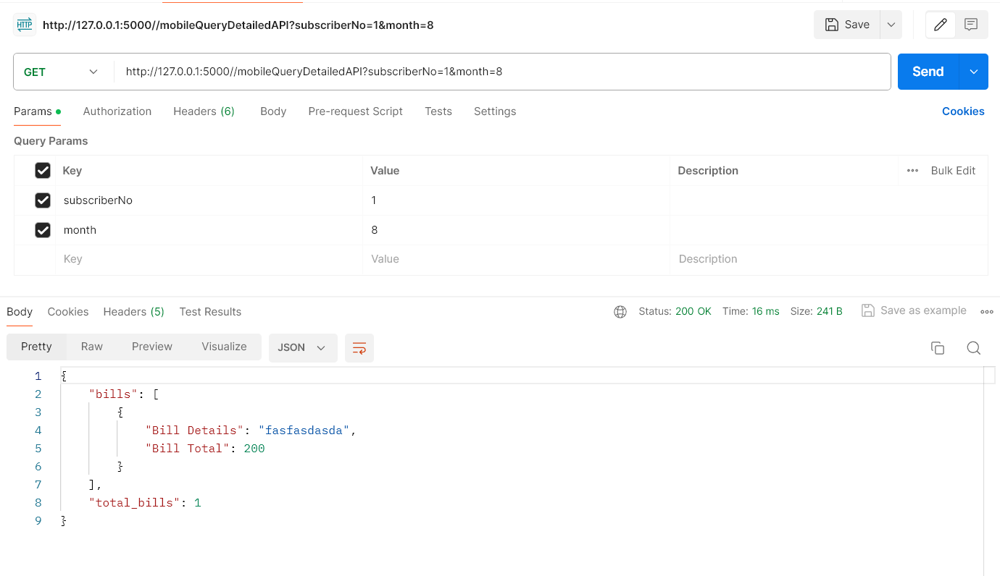 HTTP http://127.0.0.1:5000//mobileQueryDetailedAPI?subscriberNo=1&month=8 Save
GET http://127.0.0.1:5000//mobileQueryDetailedAPI?subscriberNo=1&month=8 Send
Params Authorization Headers (6) Body Pre-request Script Tests Settings Cookies
Query Params
Key Value Description Bulk Edit
subscriberNo 1
month 8
Key Value Description
Body Cookies Headers (5) Test Results Status: 200 OK Time: 16 ms Size: 241 B Save as example
Pretty Raw Preview Visualize JSON
1 {
2 "bills": [
3 {
4 "Bill Details": "fasfasdasda",
5 "Bill Total": 200
6 }
7 ],
8 "total_bills": 1
9 }